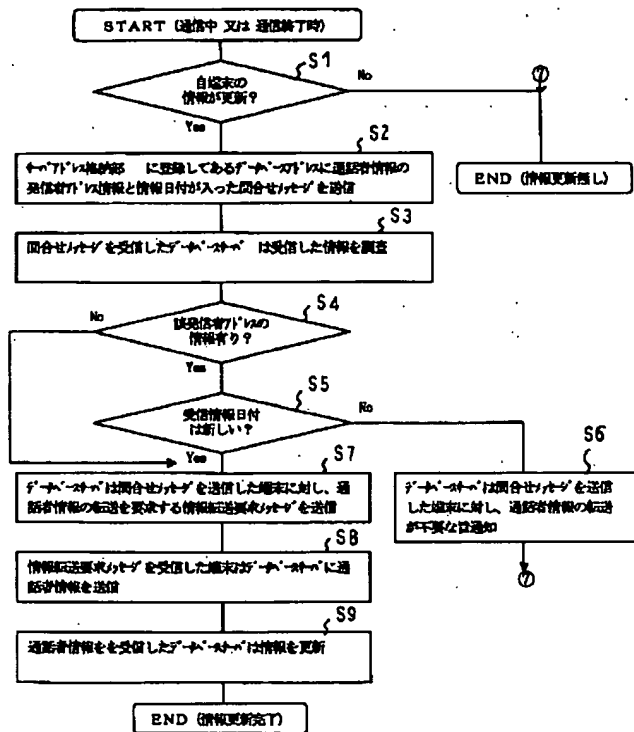 START (通信中 又は 通信終了時)
S1
自端末の
情報が更新?
No
⑦
Yes
S2
サーバアドレス格納部 に登録してあるデータベースアドレスに通話者情報の
発信者アドレス情報と情報日付が入った問合せメッセージを送信
END (情報更新無し)
S3
問合せメッセージを受信したデータベースサーバ は受信した情報を調査
S4
No
該発信者アドレスの
情報有り?
Yes
S5
受信情報日付
は新しい?
No
Yes
S7
S6
データベースサーバは問合せメッセージを送信した端末に対し、通
話者情報の転送を要求する情報転送要求メッセージを送信
データベースサーバは問合せメッセージを送信
した端末に対し、通話者情報の転送
が不要な旨通知
⑦
S8
情報転送要求メッセージを受信した端末はデータベースサーバに通
話者情報を送信
S9
通話者情報をを受信したデータベースサーバは情報を更新
END (情報更新完了)